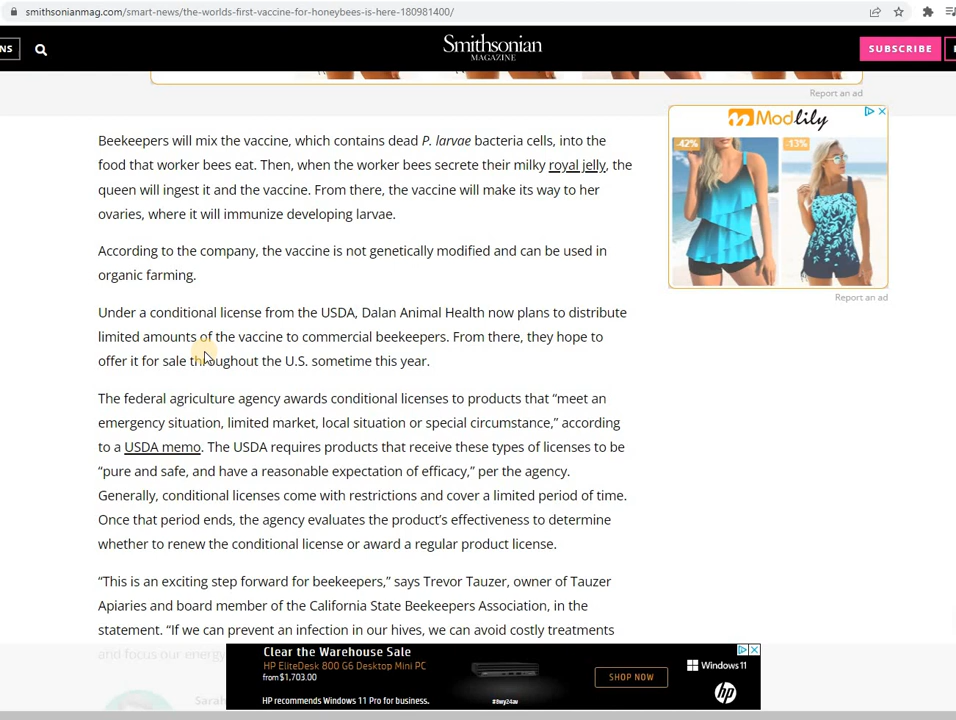 smithsonianmag.com/smart-news/the-worlds-first-vaccine-for-honeybees-is-here-180981400/
NS
Smithsonian
MAGAZINE
SUBSCRIBE
Report an ad
Beekeepers will mix the vaccine, which contains dead P. larvae bacteria cells, into the
food that worker bees eat. Then, when the worker bees secrete their milky royal jelly, the
queen will ingest it and the vaccine. From there, the vaccine will make its way to her
ovaries, where it will immunize developing larvae.
Modlily
-42%
-13%
Report an ad
According to the company, the vaccine is not genetically modified and can be used in
organic farming.
Under a conditional license from the USDA, Dalan Animal Health now plans to distribute
limited amounts of the vaccine to commercial beekeepers. From there, they hope to
offer it for sale throughout the U.S. sometime this year.
The federal agriculture agency awards conditional licenses to products that “meet an
emergency situation, limited market, local situation or special circumstance,” according
to a USDA memo. The USDA requires products that receive these types of licenses to be
“pure and safe, and have a reasonable expectation of efficacy,” per the agency.
Generally, conditional licenses come with restrictions and cover a limited period of time.
Once that period ends, the agency evaluates the product’s effectiveness to determine
whether to renew the conditional license or award a regular product license.
“This is an exciting step forward for beekeepers,” says Trevor Tauzer, owner of Tauzer
Apiaries and board member of the California State Beekeepers Association, in the
statement. “If we can prevent an infection in our hives, we can avoid costly treatments
and focus our energy
Sarah
Clear the Warehouse Sale
HP EliteDesk 800 G6 Desktop Mini PC
from $1,703.00
HP recommends Windows 11 Pro for business.
#8wy24av
SHOP NOW
Windows 11
hp